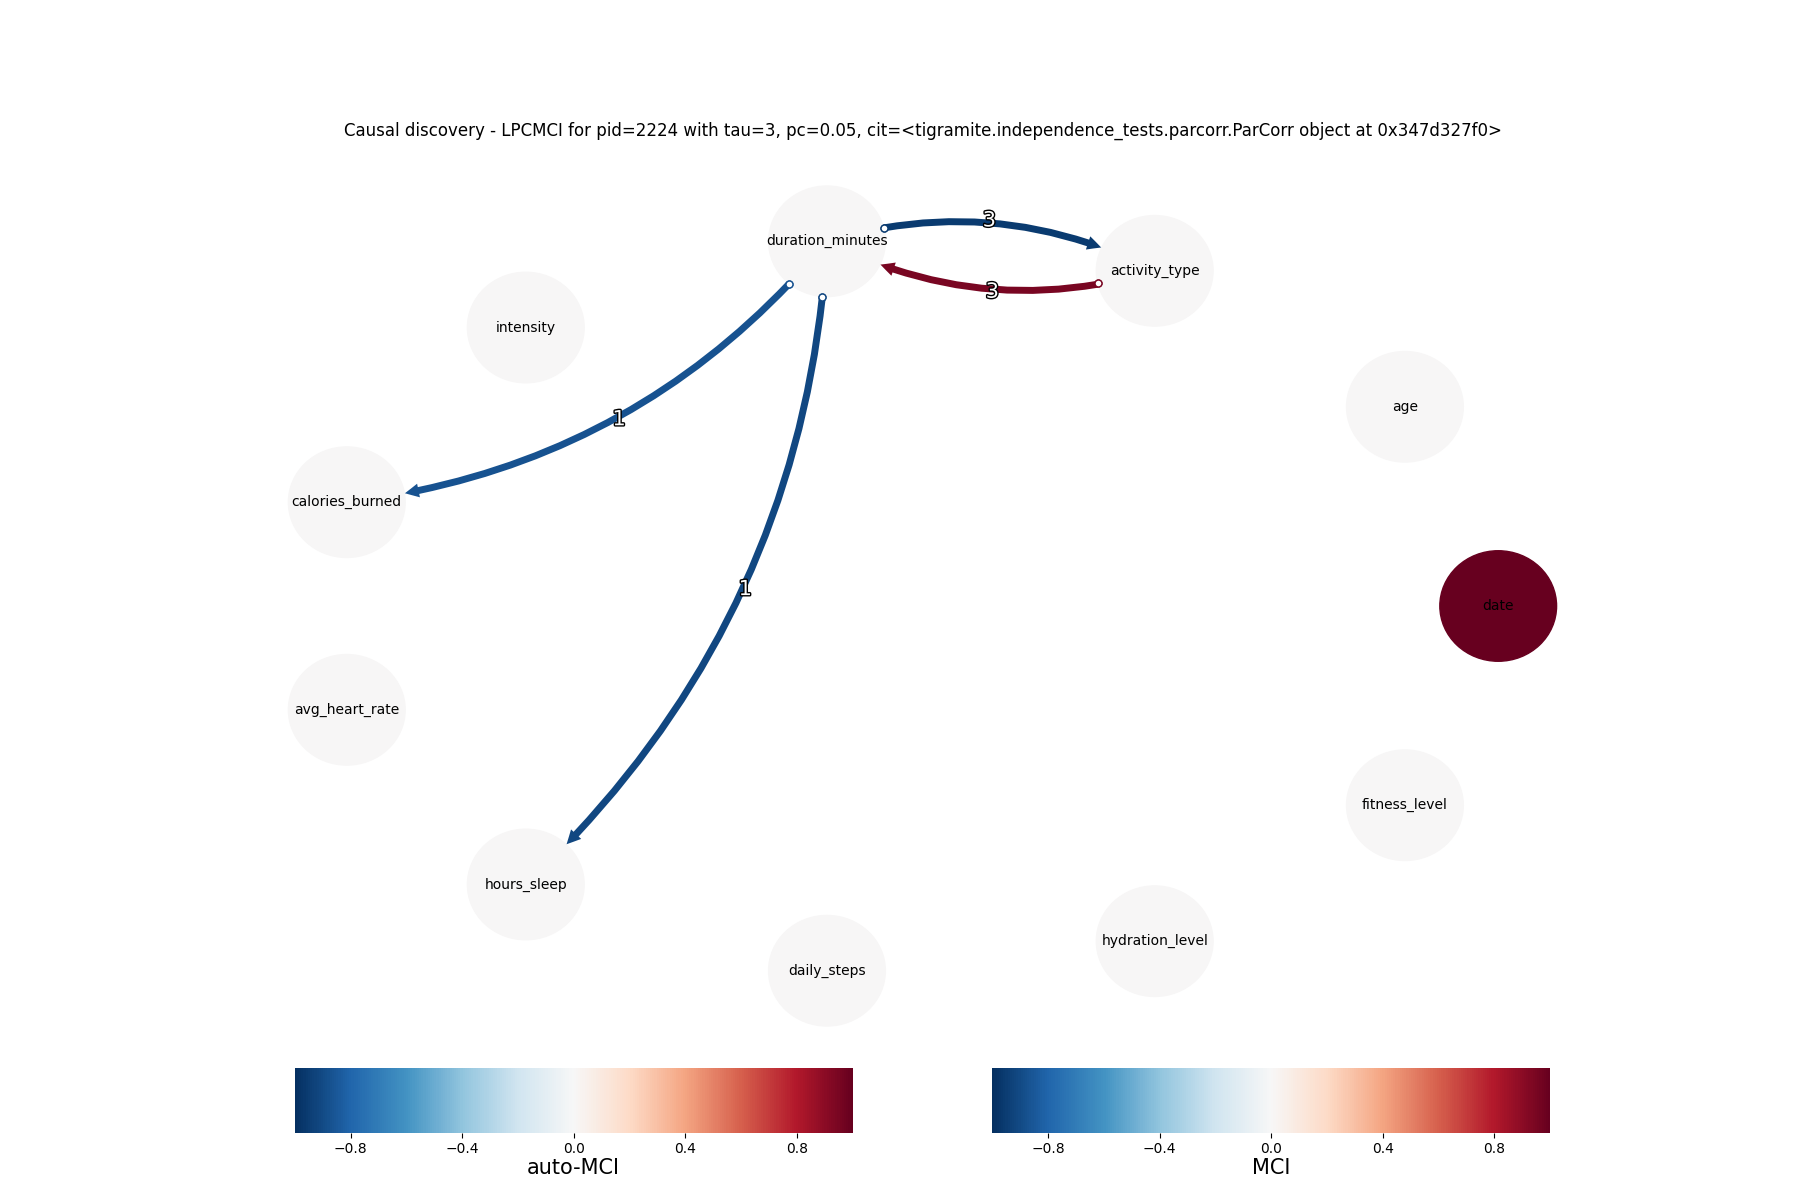 Causal discovery - LPCMCI for pid=2224 with tau=3, pc=0.05, cit=<tigramite.independence_tests.parcorr.ParCorr object at 0x347d327f0>
3
duration_minutes
activity_type
3
intensity
age
1
calories_burned
1
date
avg_heart_rate
fitness_level
hours_sleep
hydration_level
daily_steps
−0.8 −0.4 0.0 0.4 0.8
auto-MCI
−0.8 −0.4 0.0 0.4 0.8
MCI